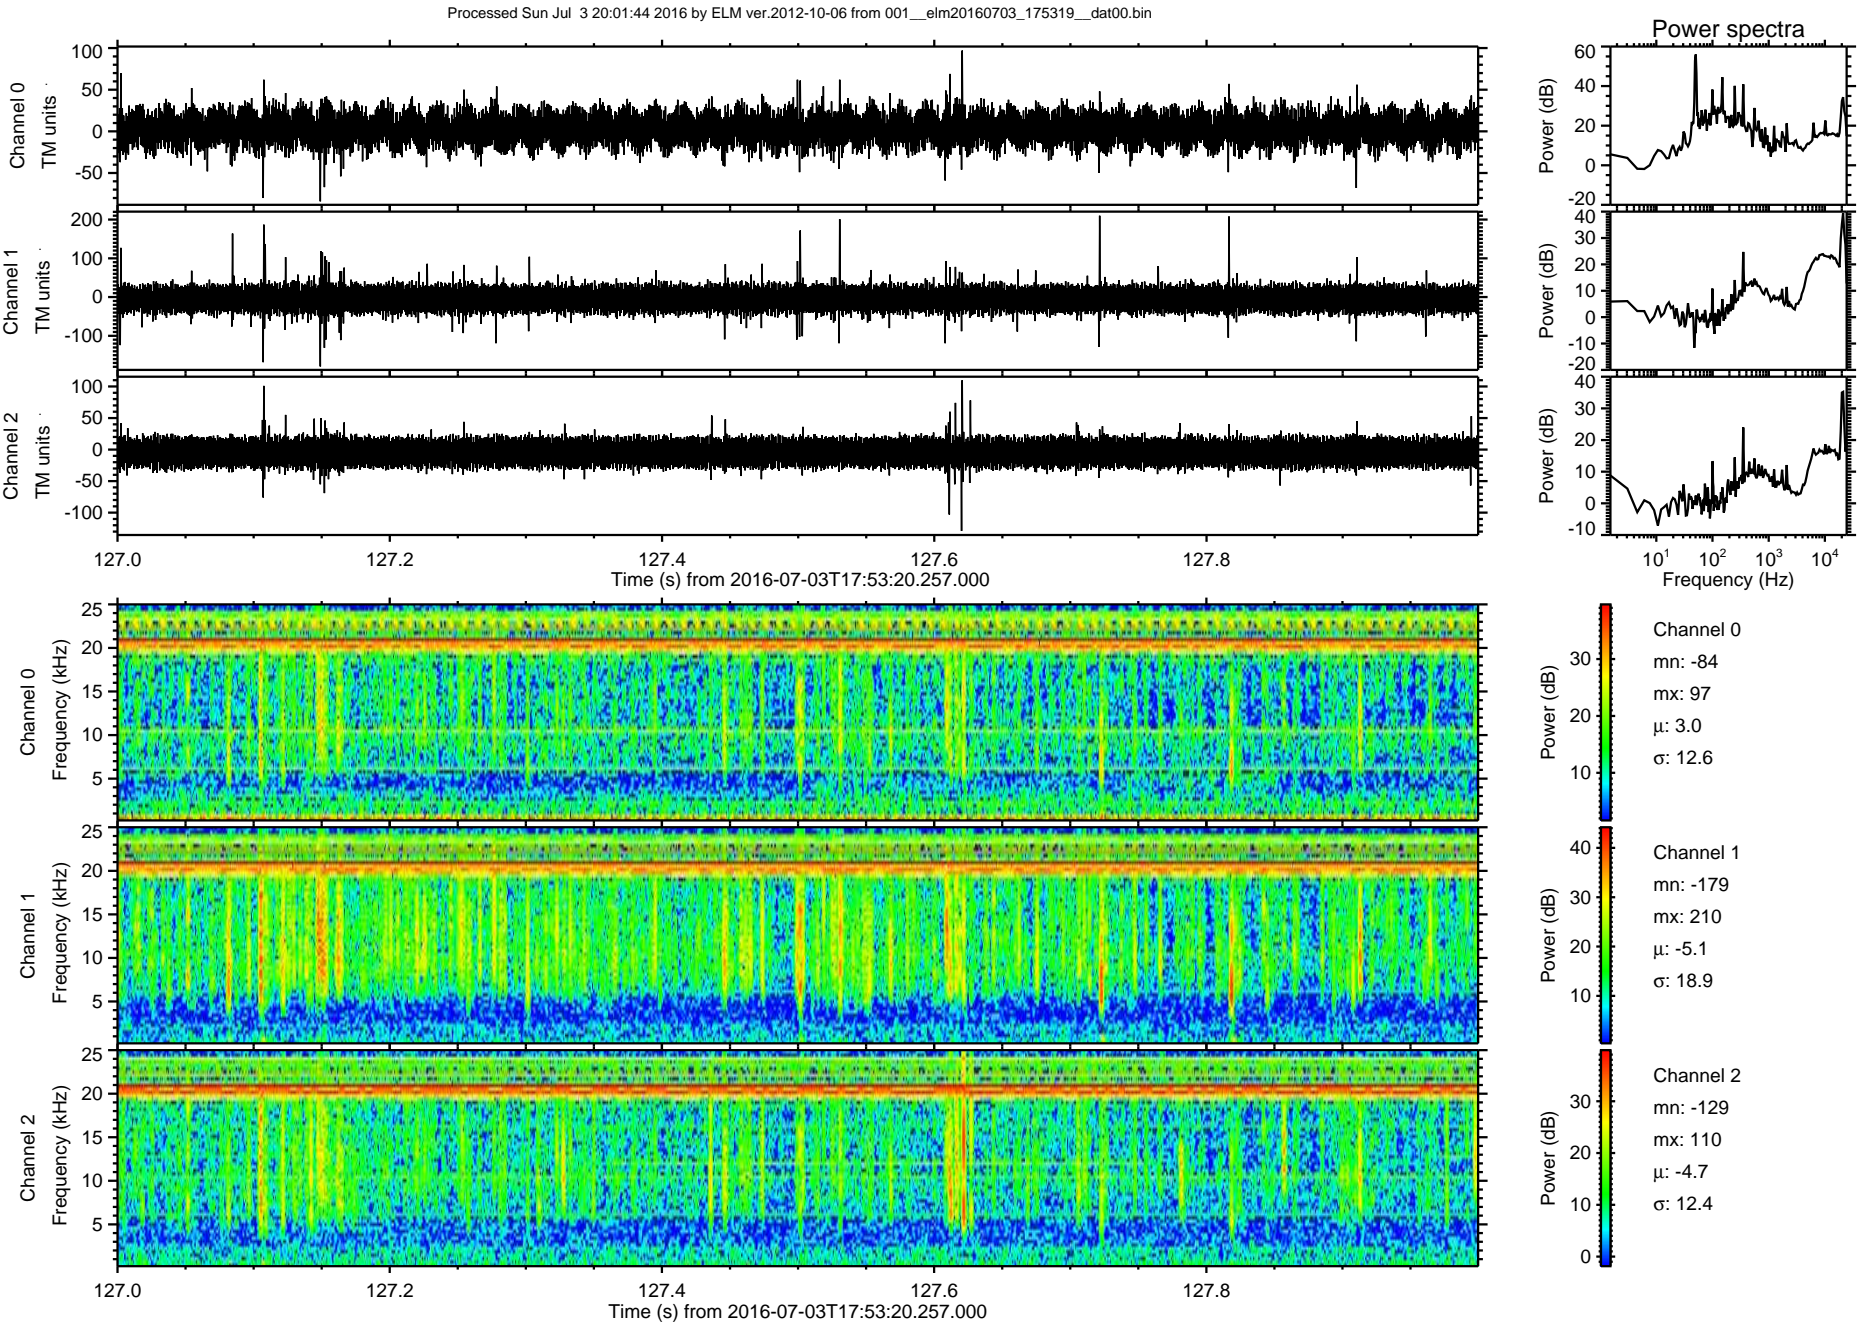 Processed Sun Jul  3 20:01:44 2016 by ELM ver.2012-10-06 from 001__elm20160703_175319__dat00.bin
Power spectra
Channel 0
TM units
100
50
0
-50
Power (dB)
60
40
20
0
-20
Channel 1
TM units
200
100
0
-100
Power (dB)
40
30
20
10
0
-10
-20
Channel 2
TM units
100
50
0
-50
-100
Power (dB)
40
30
20
10
0
-10
127.0 127.2 127.4 127.6 127.8
Time (s) from 2016-07-03T17:53:20.257.000
10¹ 10² 10³ 10⁴
Frequency (Hz)
Channel 0
Frequency (kHz)
25
20
15
10
5
Power (dB)
30
20
10
Channel 0
mn: -84
mx: 97
μ: 3.0
σ: 12.6
Channel 1
Frequency (kHz)
25
20
15
10
5
Power (dB)
40
30
20
10
Channel 1
mn: -179
mx: 210
μ: -5.1
σ: 18.9
Channel 2
Frequency (kHz)
25
20
15
10
5
Power (dB)
30
20
10
0
Channel 2
mn: -129
mx: 110
μ: -4.7
σ: 12.4
127.0 127.2 127.4 127.6 127.8
Time (s) from 2016-07-03T17:53:20.257.000